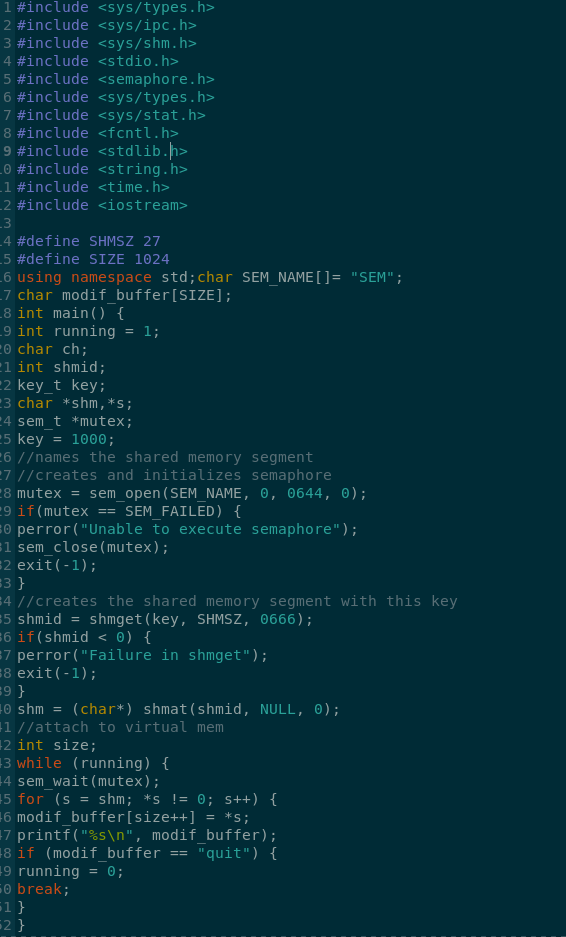 1 #include <sys/types.h>
2 #include <sys/ipc.h>
3 #include <sys/shm.h>
4 #include <stdio.h>
5 #include <semaphore.h>
6 #include <sys/types.h>
7 #include <sys/stat.h>
8 #include <fcntl.h>
9 #include <stdlib.h>
10 #include <string.h>
11 #include <time.h>
12 #include <iostream>
13
14 #define SHMSZ 27
15 #define SIZE 1024
16 using namespace std;char SEM_NAME[]= "SEM";
17 char modif_buffer[SIZE];
18 int main() {
19 int running = 1;
20 char ch;
21 int shmid;
22 key_t key;
23 char *shm,*s;
24 sem_t *mutex;
25 key = 1000;
26 //names the shared memory segment
27 //creates and initializes semaphore
28 mutex = sem_open(SEM_NAME, 0, 0644, 0);
29 if(mutex == SEM_FAILED) {
30 perror("Unable to execute semaphore");
31 sem_close(mutex);
32 exit(-1);
33 }
34 //creates the shared memory segment with this key
35 shmid = shmget(key, SHMSZ, 0666);
36 if(shmid < 0) {
37 perror("Failure in shmget");
38 exit(-1);
39 }
40 shm = (char*) shmat(shmid, NULL, 0);
41 //attach to virtual mem
42 int size;
43 while (running) {
44 sem_wait(mutex);
45 for (s = shm; *s != 0; s++) {
46 modif_buffer[size++] = *s;
47 printf("%s\n", modif_buffer);
48 if (modif_buffer == "quit") {
49 running = 0;
50 break;
51 }
52 }